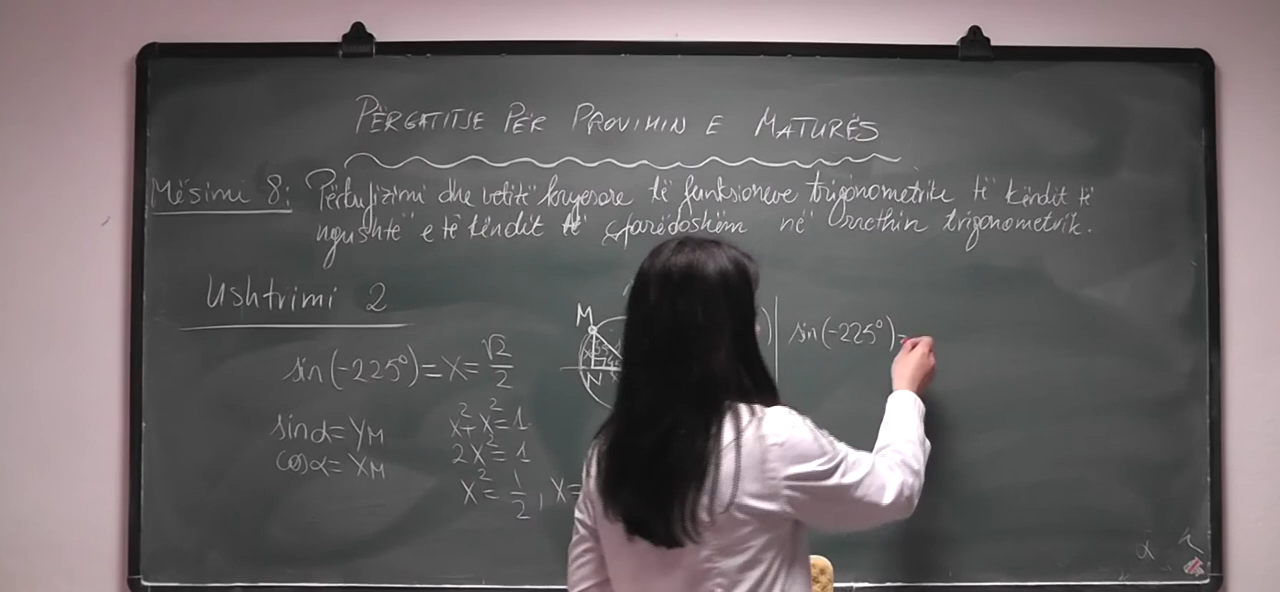 PËRGATITJE PËR PROVIMIN E MATURËS
Mësimi 8: Përkufizimi dhe vetitë kryesore të funksioneve trigonometrike të këndit të
ngushtë e të këndit të çfarëdoshëm në rrethin trigonometrik.
Ushtrimi 2
sin(-225°)=x=√2/2
sinα=yM
cosα=xM
x²+x²=1
2x²=1
x²=1/2, x=
M
N
sin(-225°)=
α